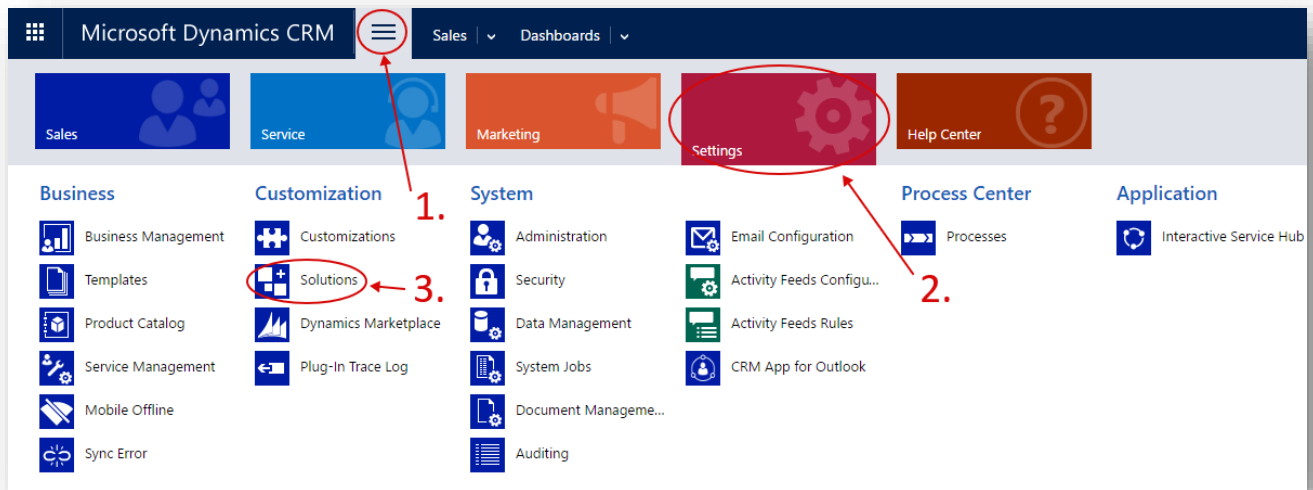 Microsoft Dynamics CRM
Sales
Dashboards
Sales
Service
Marketing
Settings
?
Help Center
1.
2.
3.
Business
Business Management
Templates
Product Catalog
Service Management
Mobile Offline
Sync Error
Customization
Customizations
Solutions
Dynamics Marketplace
Plug-In Trace Log
System
Administration
Security
Data Management
System Jobs
Document Manageme...
Auditing
Email Configuration
Activity Feeds Configu...
Activity Feeds Rules
CRM App for Outlook
Process Center
Processes
Application
Interactive Service Hub